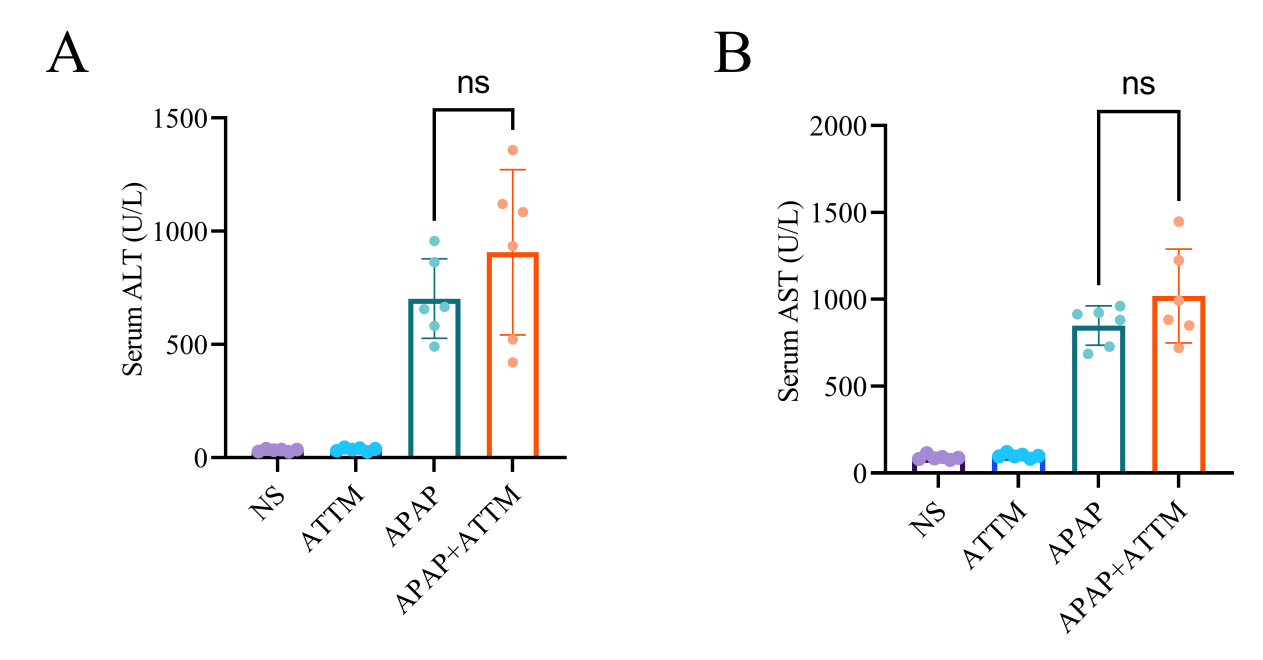 A
ns
Serum ALT (U/L)
1500
1000
500
0
NS
ATTM
APAP
APAP+ATTM
B
ns
Serum AST (U/L)
2000
1500
1000
500
0
NS
ATTM
APAP
APAP+ATTM